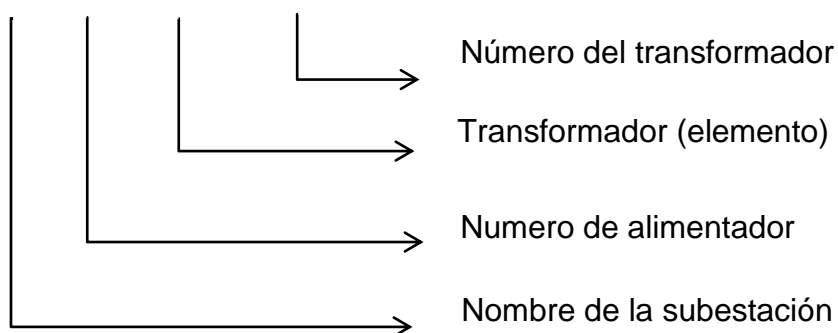 Número del transformador
Transformador (elemento)
Numero de alimentador
Nombre de la subestación